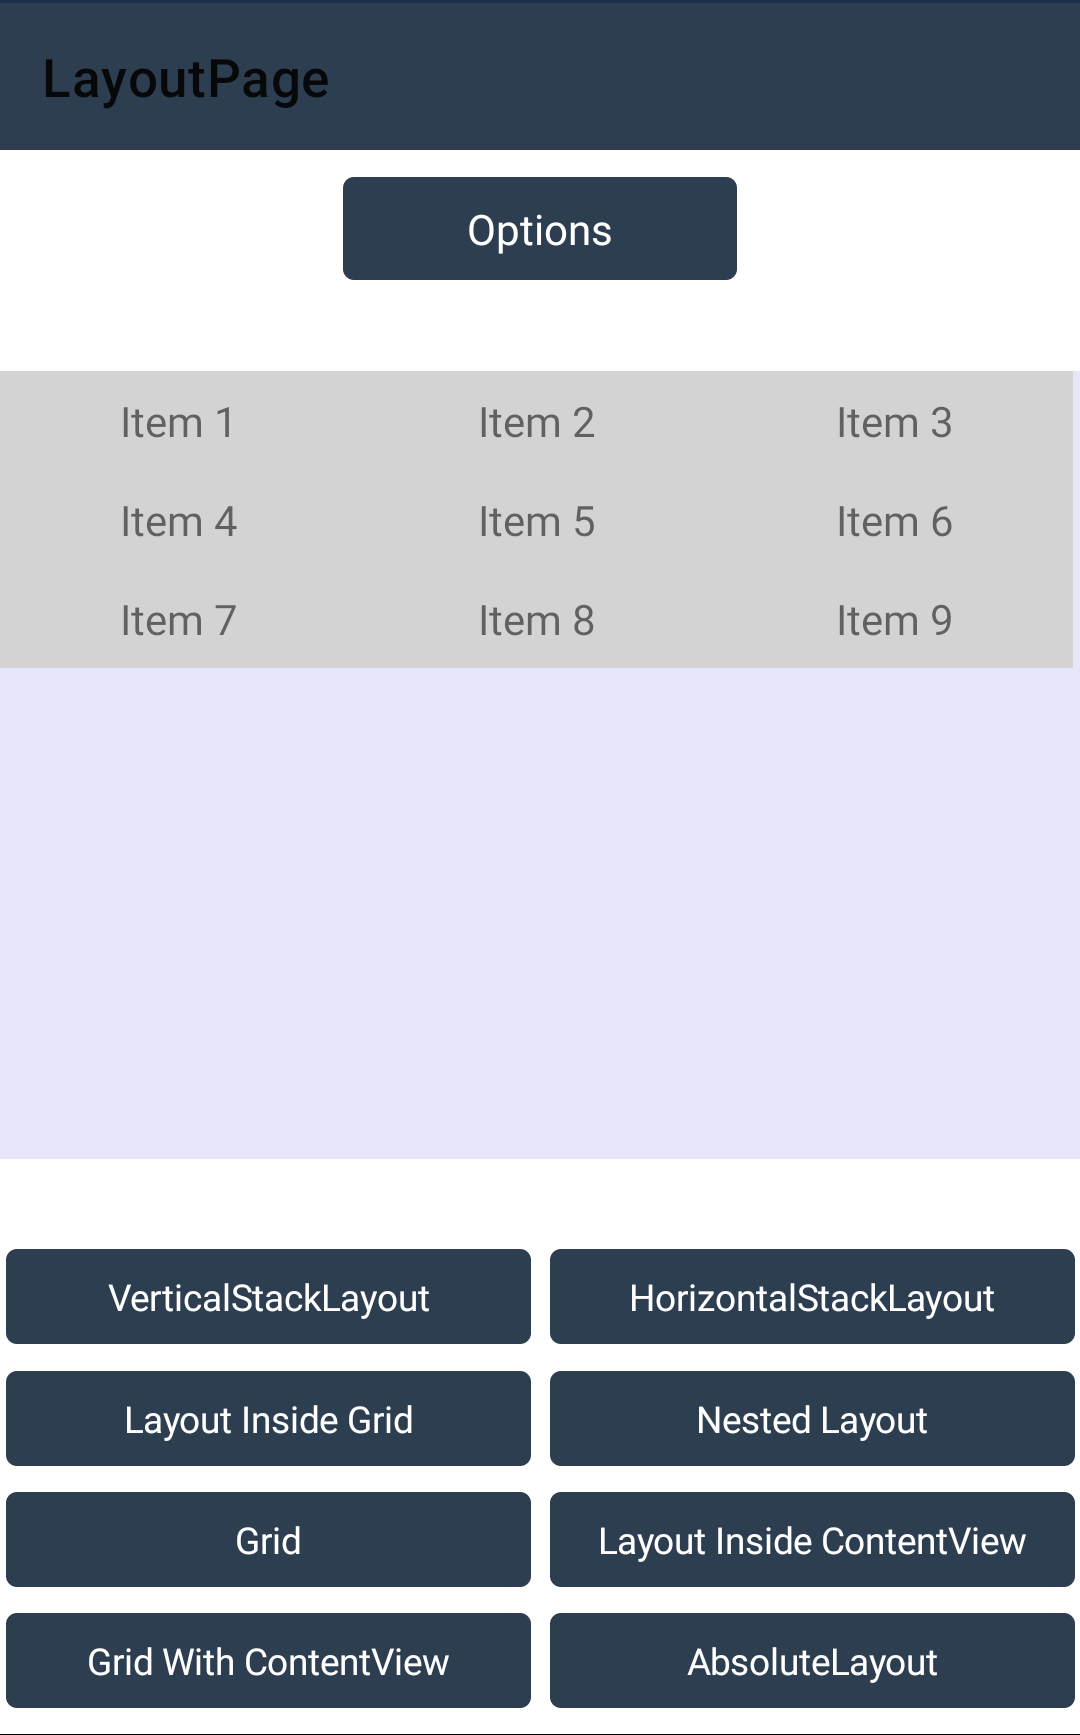 LayoutPage
Options
Item 1 Item 2 Item 3
Item 4 Item 5 Item 6
Item 7 Item 8 Item 9
VerticalStackLayout HorizontalStackLayout
Layout Inside Grid Nested Layout
Grid Layout Inside ContentView
Grid With ContentView AbsoluteLayout